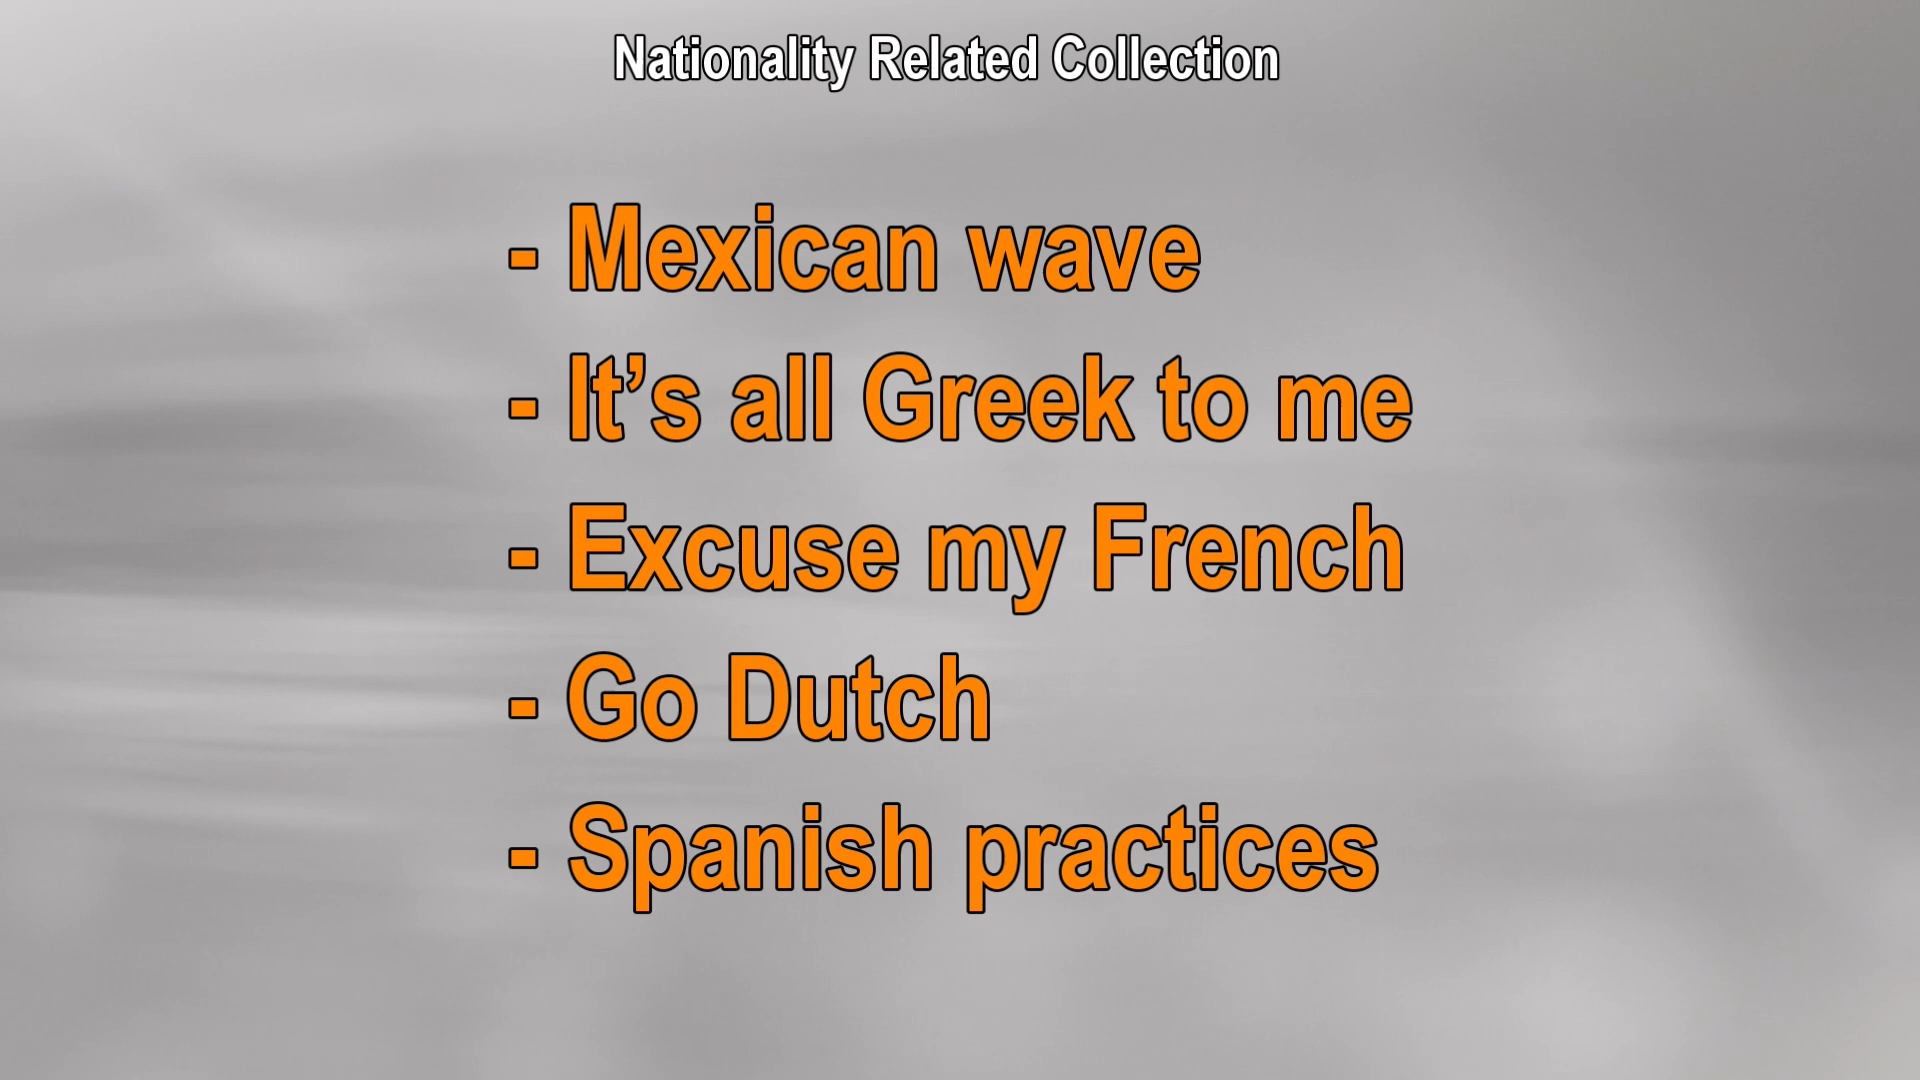 Nationality Related Collection
- Mexican wave
- It’s all Greek to me
- Excuse my French
- Go Dutch
- Spanish practices